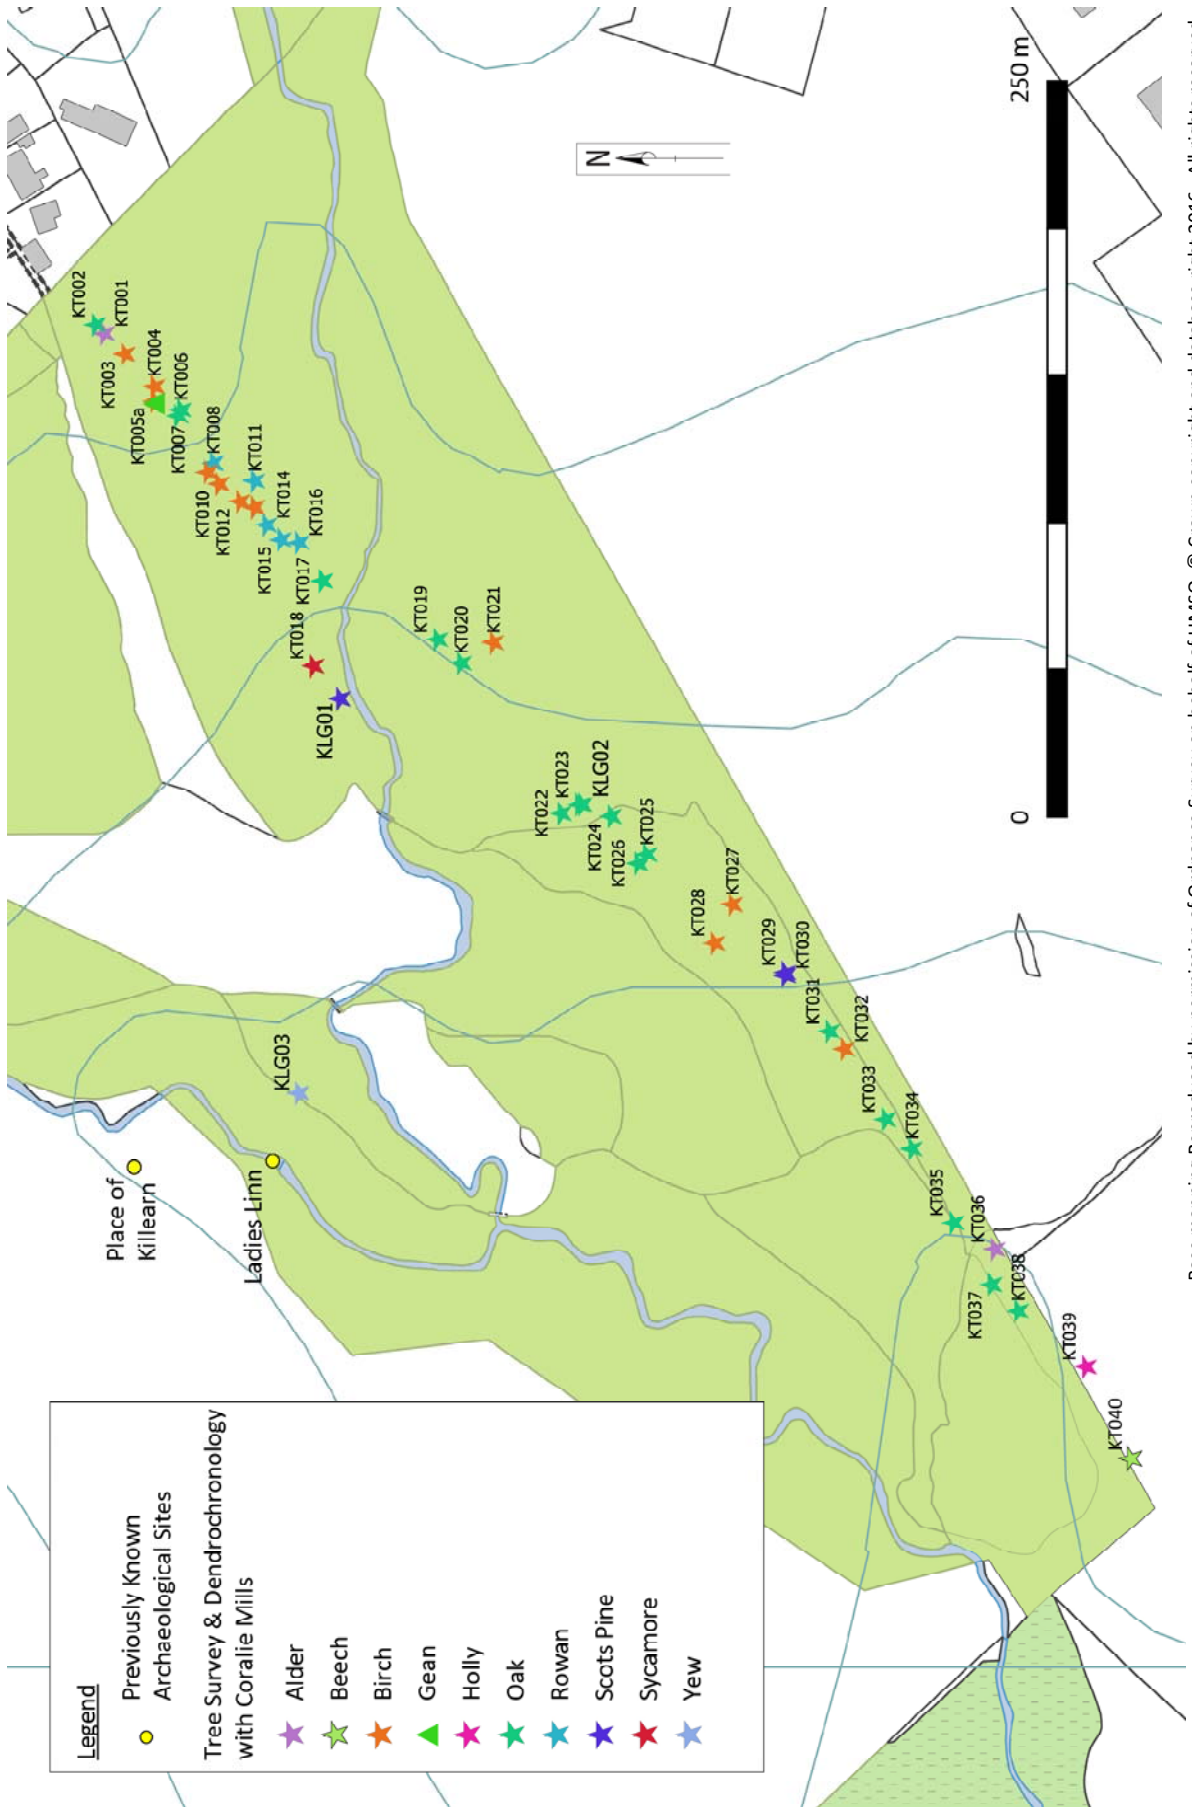 Legend
Previously Known
Archaeological Sites
Tree Survey & Dendrochronology
with Coralie Mills
Alder
Beech
Birch
Gean
Holly
Oak
Rowan
Scots Pine
Sycamore
Yew
Place of
Killearn
Ladies Linn
KLG03
KLG01
KLG02
KT002
KT001
KT003
KT004
KT005a
KT006
KT007
KT008
KT010
KT011
KT012
KT014
KT015
KT016
KT017
KT018
KT019
KT020
KT021
KT022
KT023
KT024
KT025
KT026
KT027
KT028
KT029
KT030
KT031
KT032
KT033
KT034
KT035
KT036
KT037
KT038
KT039
KT040
N
0
250 m